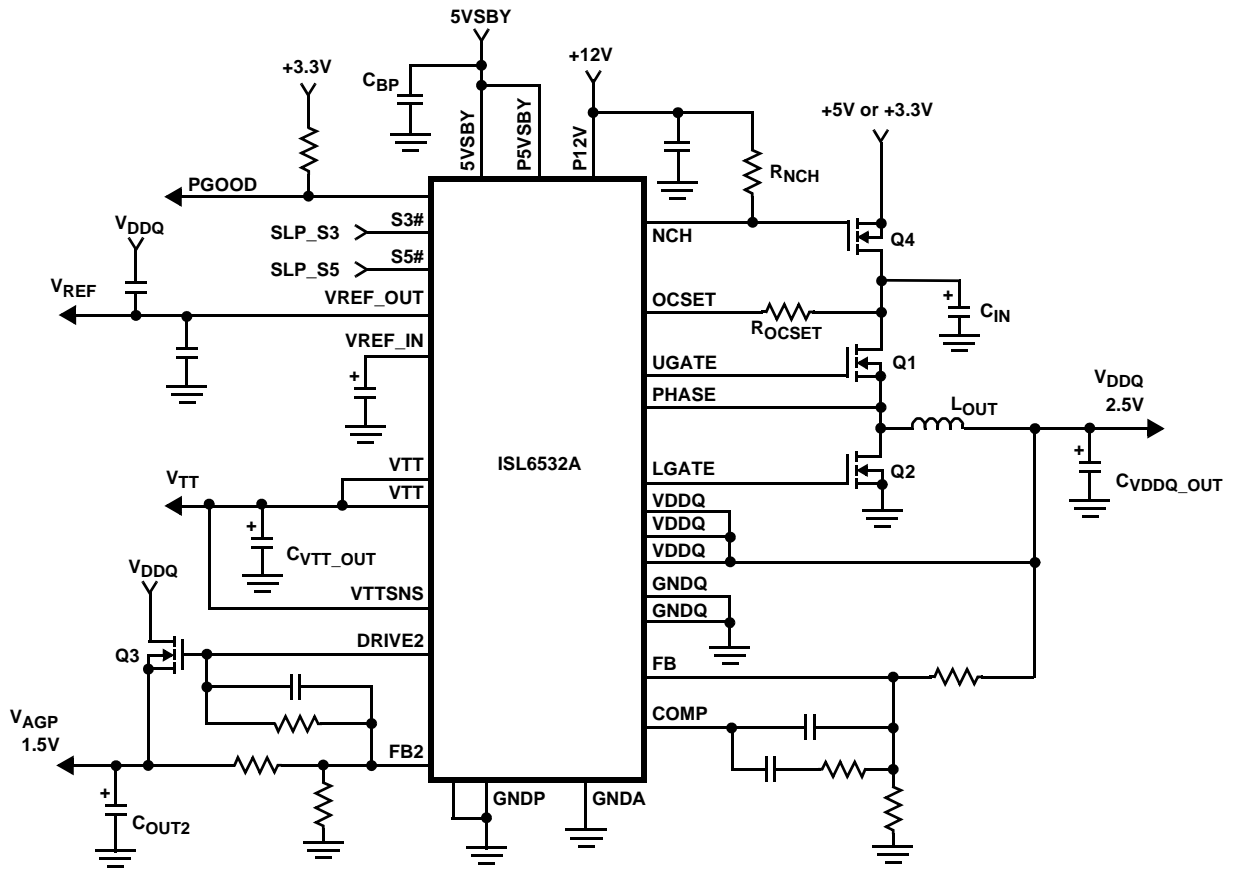 5VSBY
+12V
+3.3V
CBP
+5V or +3.3V
5VSBY
P5VSBY
P12V
RNCH
PGOOD
VDDQ
S3#
SLP_S3
NCH
Q4
S5#
SLP_S5
VREF
VREF_OUT
OCSET
+
CIN
ROCSET
VREF_IN
UGATE
Q1
+
PHASE
LOUT
VDDQ
2.5V
VTT
ISL6532A
LGATE
Q2
+
CVDDQ_OUT
VTT
VTT
VDDQ
VDDQ
VDDQ
+
CVTT_OUT
VDDQ
VTTSNS
GNDQ
GNDQ
Q3
DRIVE2
FB
VAGP
1.5V
COMP
FB2
+
COUT2
GNDP
GNDA